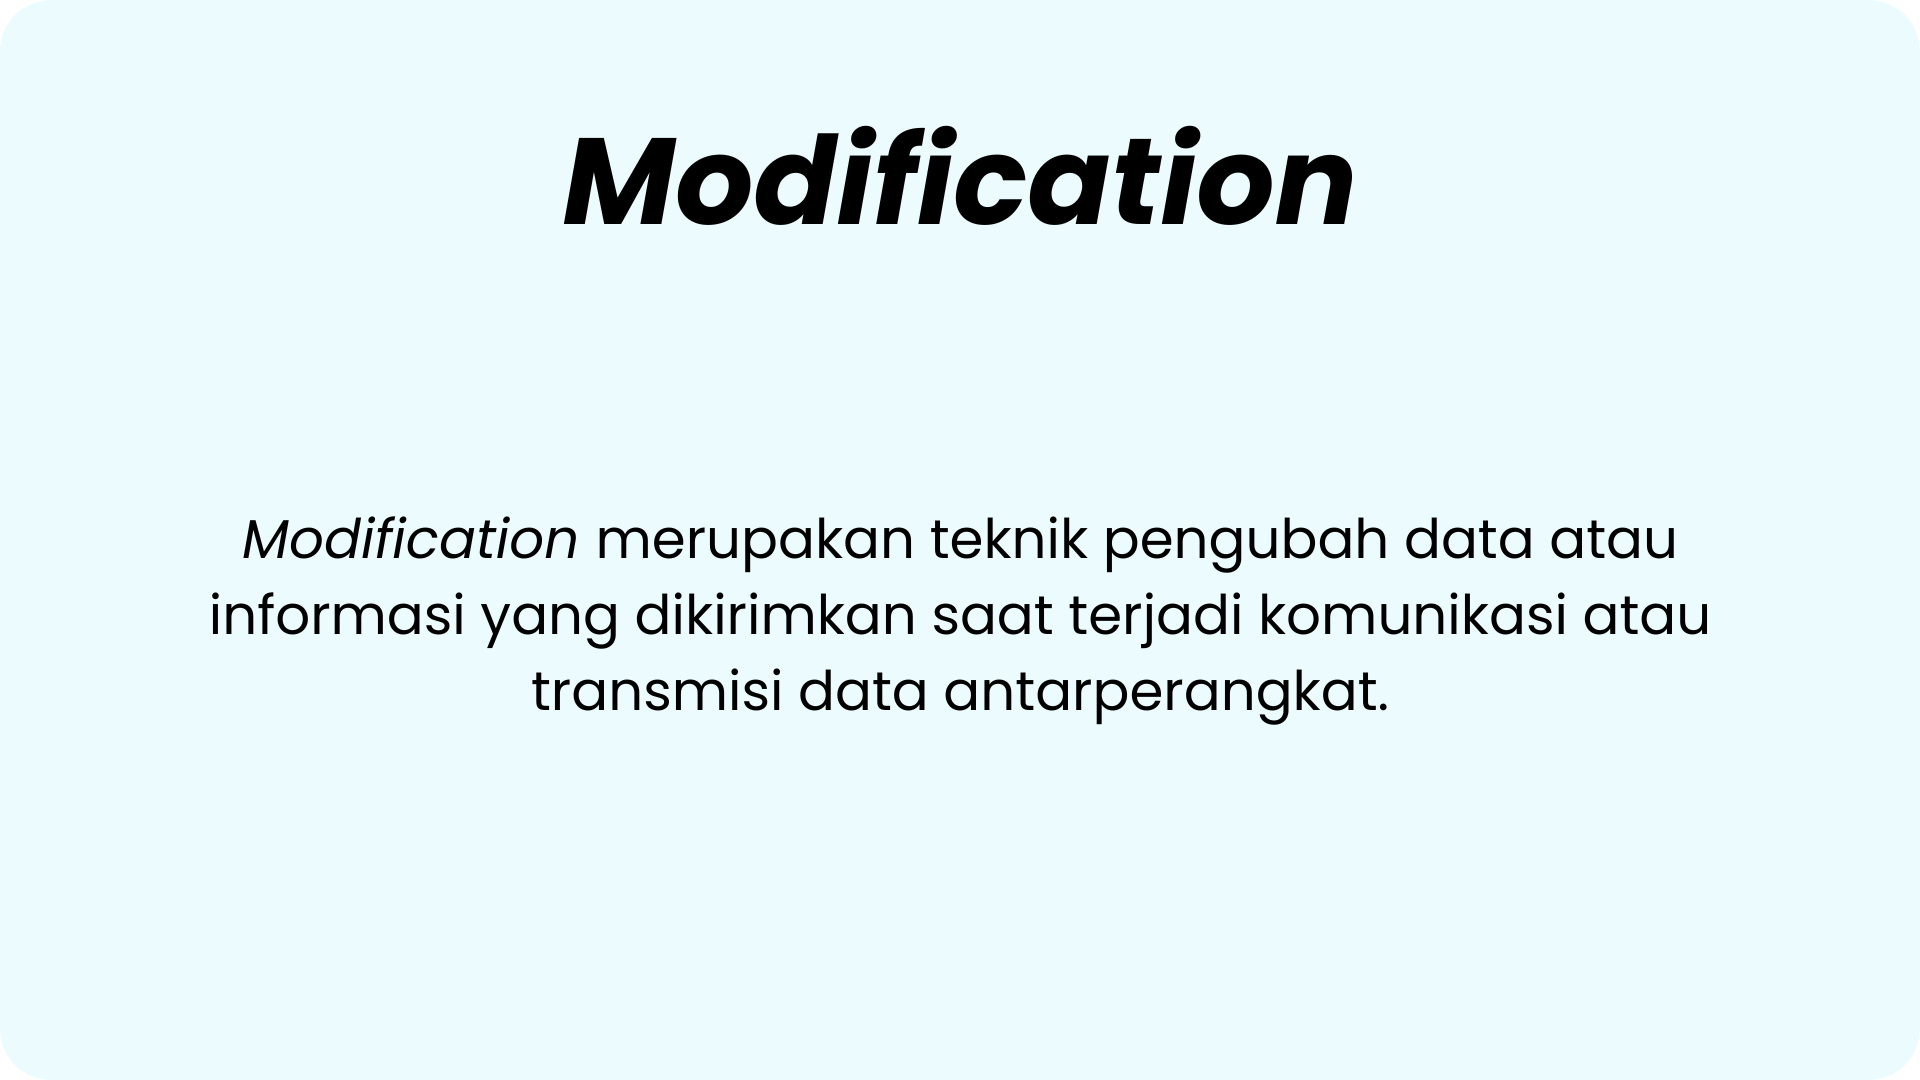 Modification
Modification merupakan teknik pengubah data atau
informasi yang dikirimkan saat terjadi komunikasi atau
transmisi data antarperangkat.